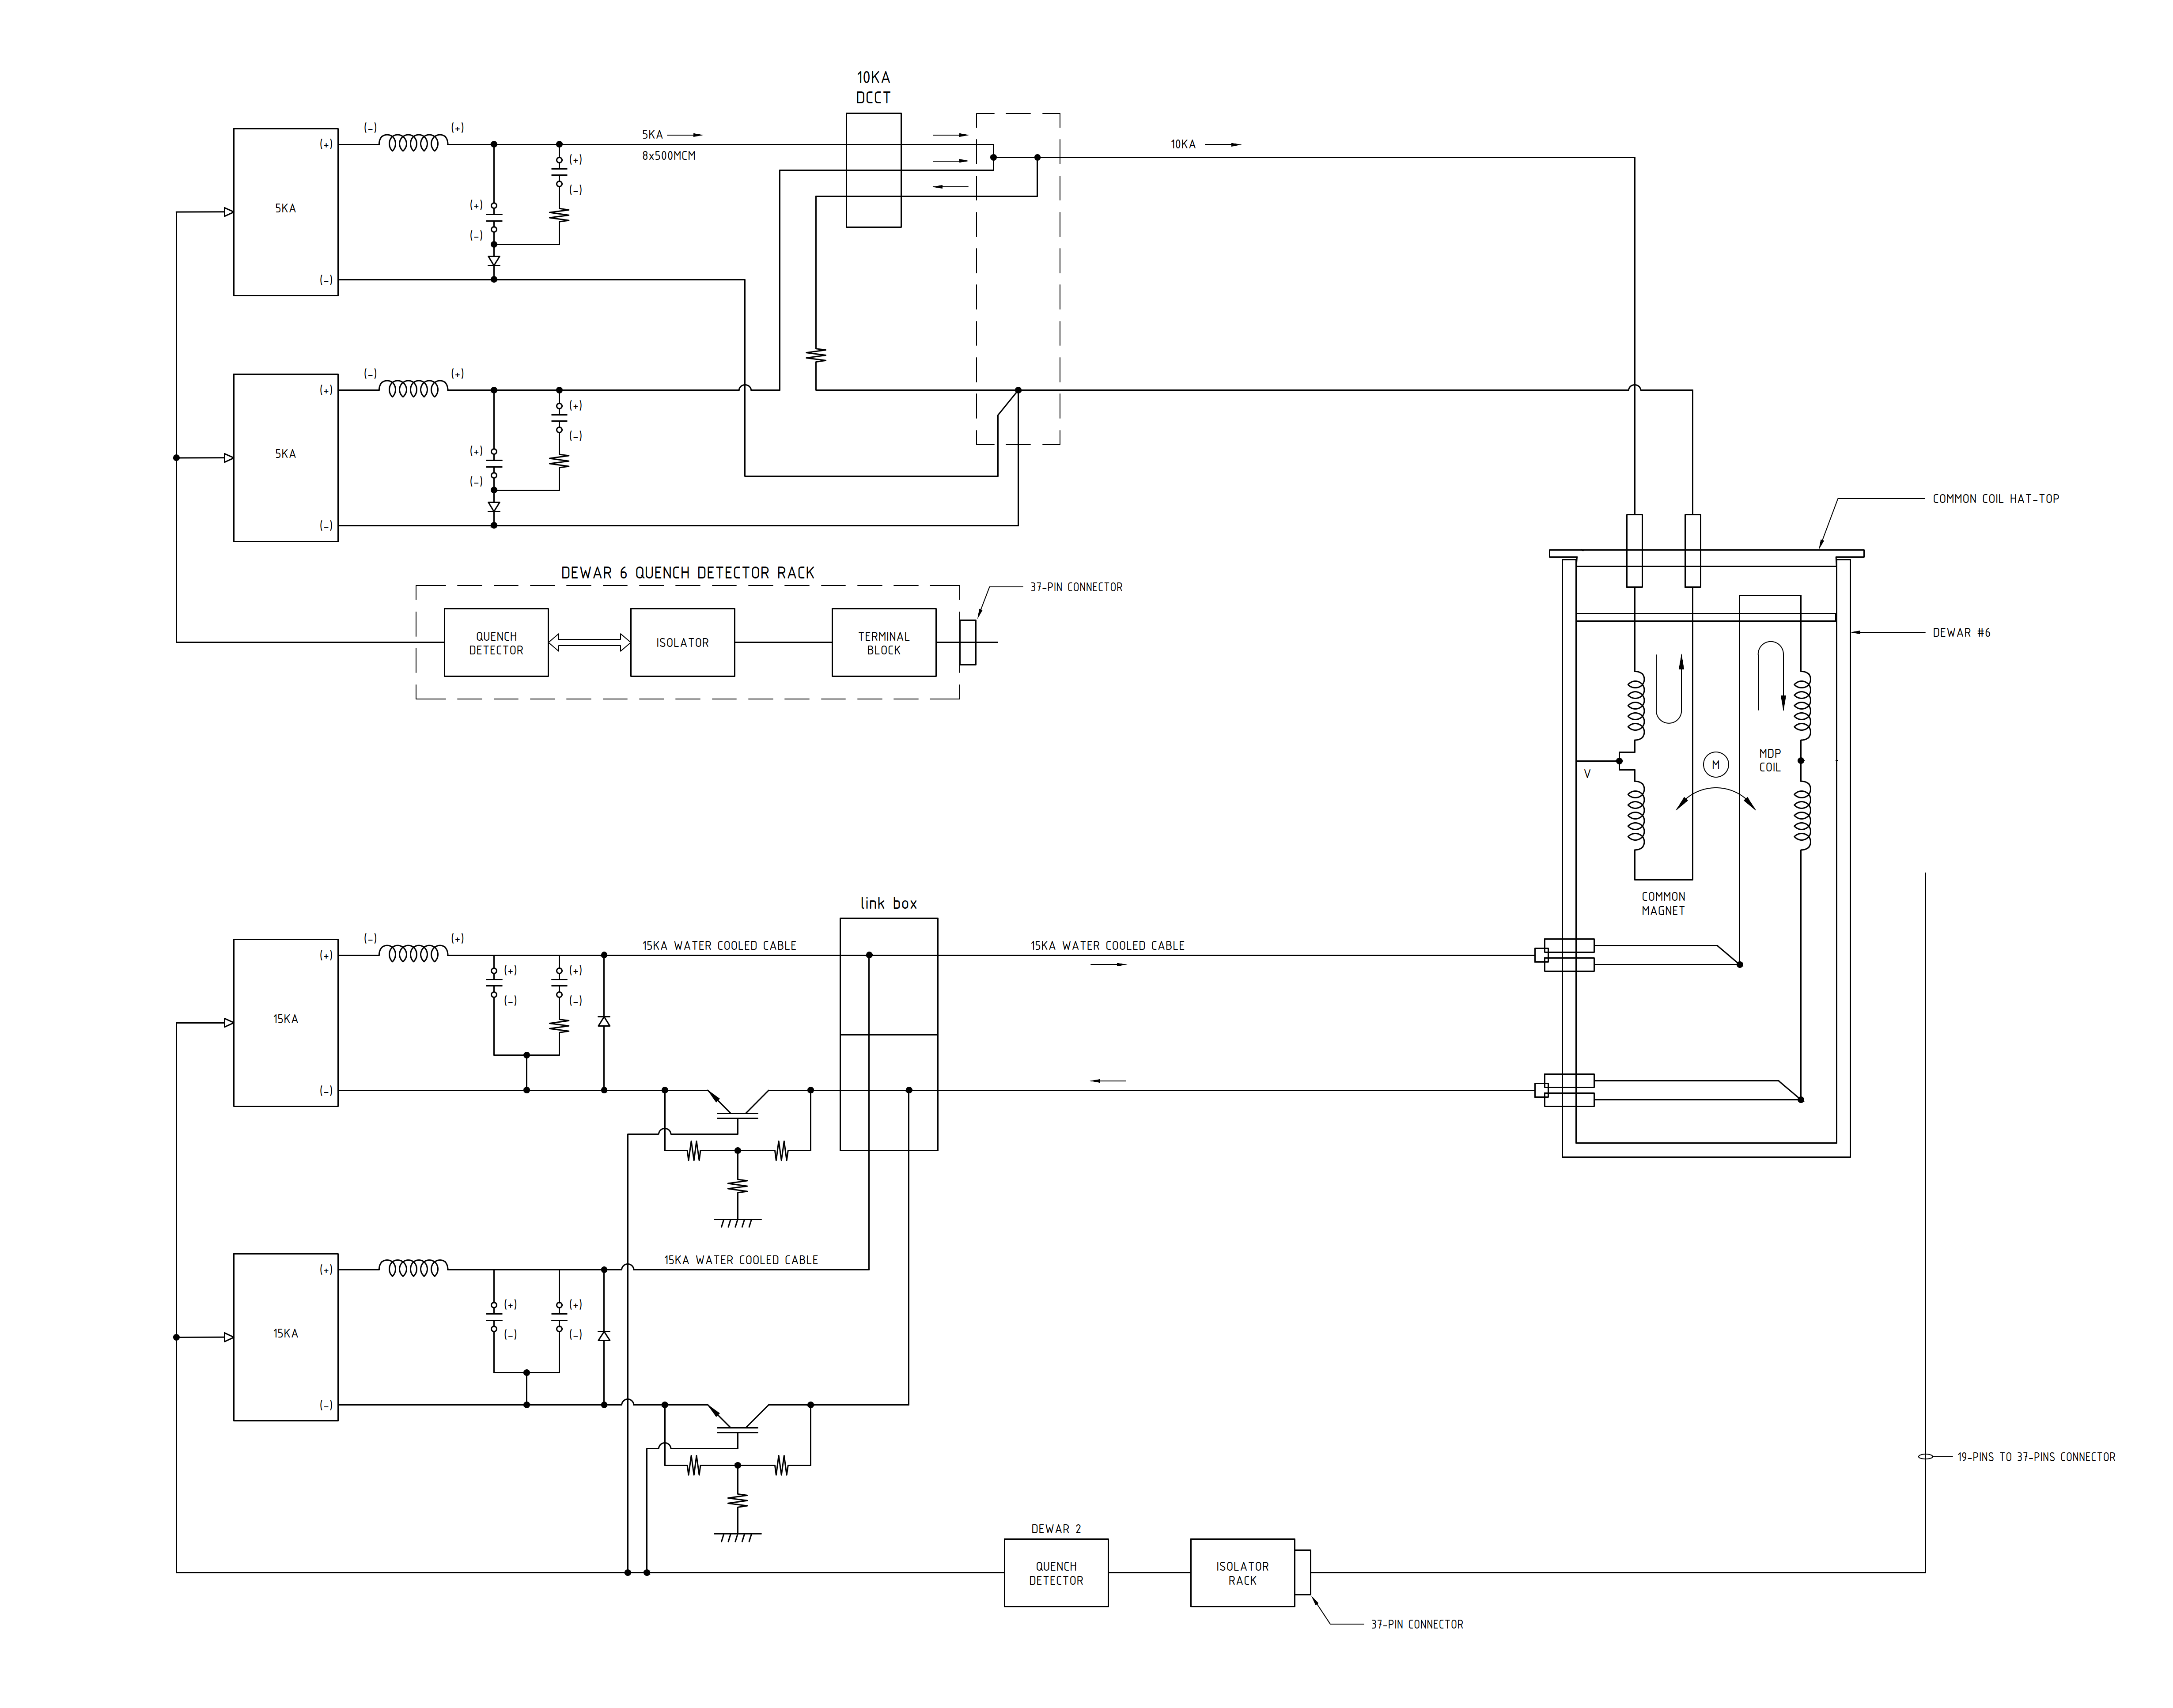 10KA
DCCT
(-)
(+)
(+)
5KA
8x500MCM
10KA
(+)
(-)
5KA
(+)
(-)
(-)
(-)
(+)
(+)
(+)
(-)
5KA
(+)
(-)
(-)
COMMON COIL HAT-TOP
DEWAR 6 QUENCH DETECTOR RACK
37-PIN CONNECTOR
QUENCH
DETECTOR
ISOLATOR
TERMINAL
BLOCK
DEWAR #6
MDP
COIL
M
V
COMMON
MAGNET
link box
(-)
(+)
(+)
15KA WATER COOLED CABLE
15KA WATER COOLED CABLE
(+)
(+)
(-)
(-)
15KA
(-)
15KA WATER COOLED CABLE
(+)
(+)
(+)
(-)
(-)
15KA
(-)
19-PINS TO 37-PINS CONNECTOR
DEWAR 2
QUENCH
DETECTOR
ISOLATOR
RACK
37-PIN CONNECTOR